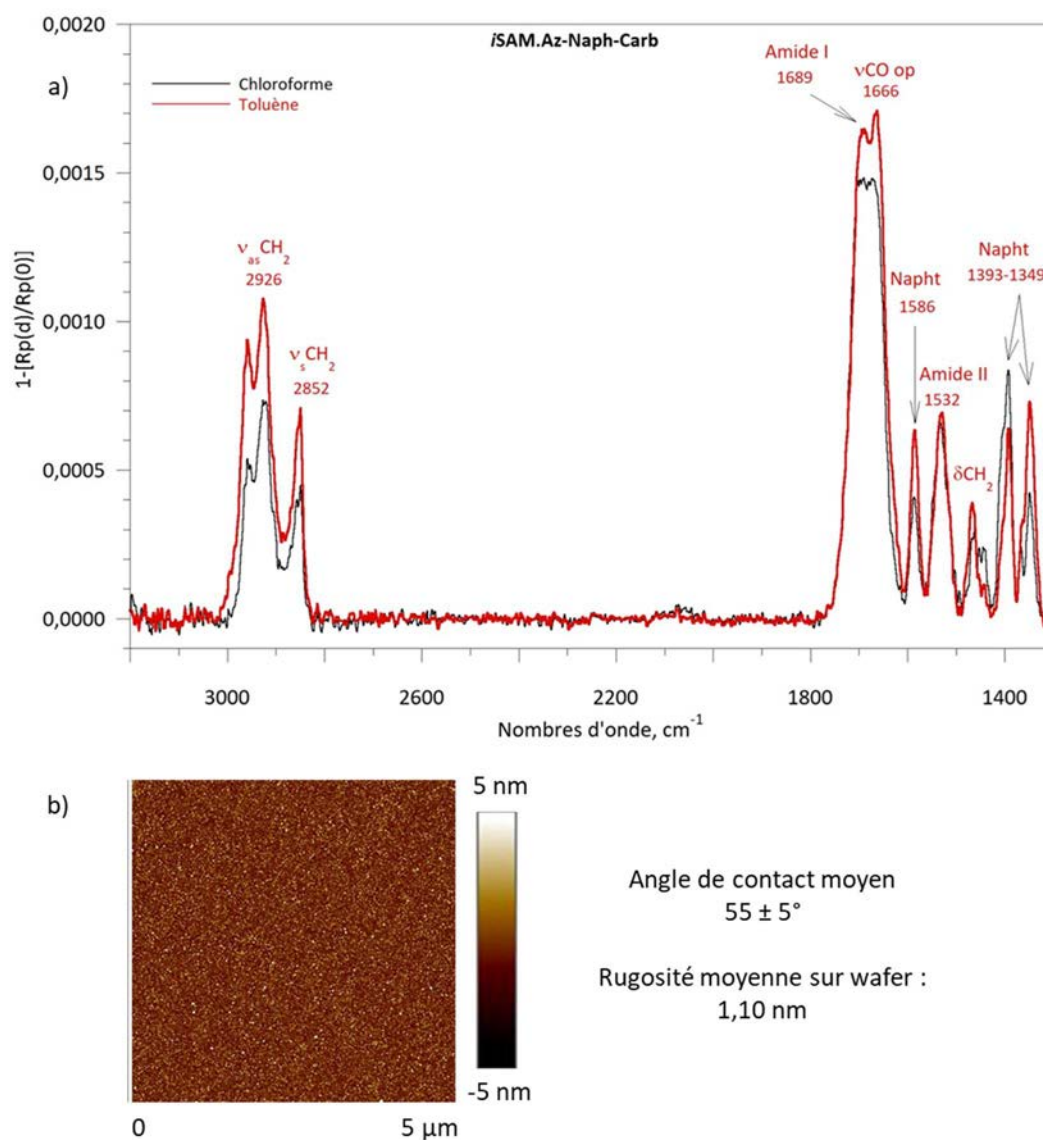 iSAM.Az-Naph-Carb
a)
Chloroforme
Toluène
0,0020
0,0015
0,0010
0,0005
0,0000
1-[Rp(d)/Rp(0)]
νasCH2
2926
νsCH2
2852
Amide I
1689
νCO op
1666
Napht
1586
Amide II
1532
δCH2
Napht
1393-1349
3000 2600 2200 1800 1400
Nombres d'onde, cm-1
b)
5 nm
-5 nm
0 5 µm
Angle de contact moyen
55 ± 5°
Rugosité moyenne sur wafer :
1,10 nm